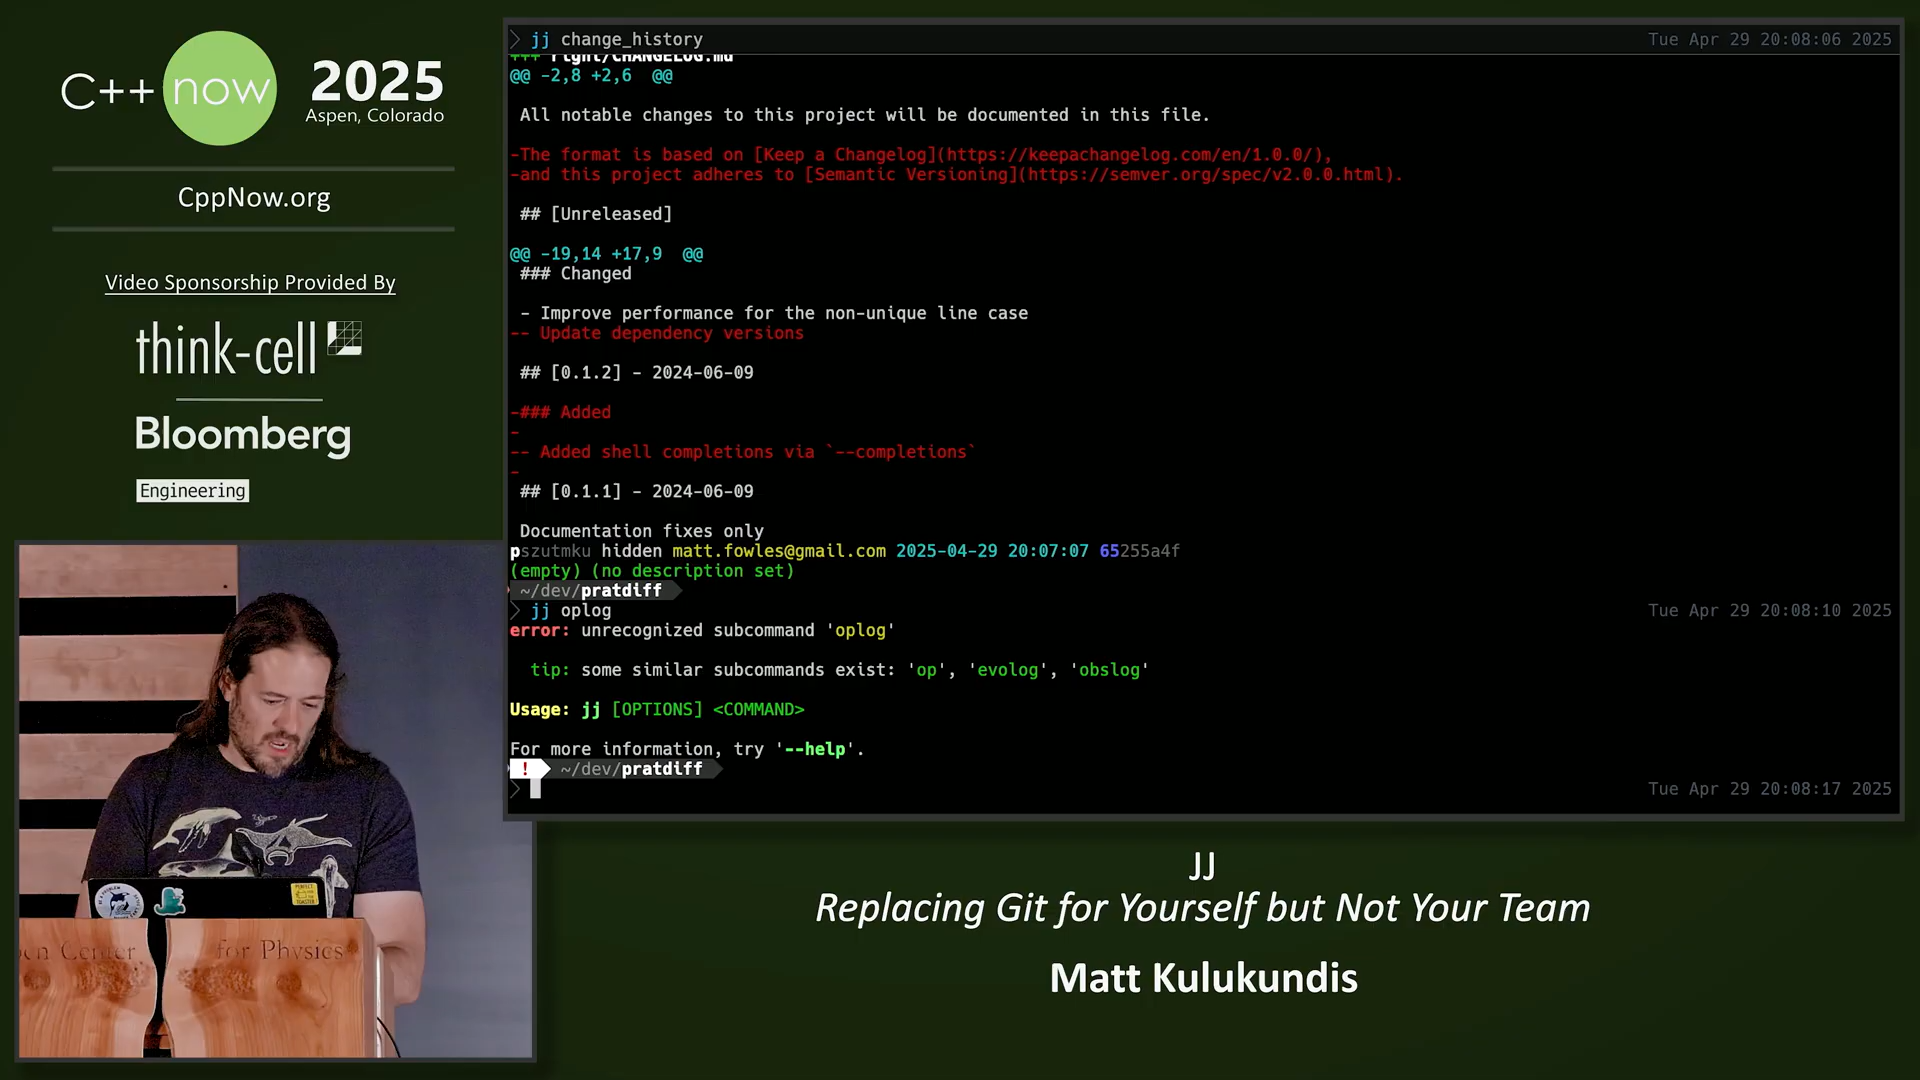 C++ now
2025
Aspen, Colorado
CppNow.org
Video Sponsorship Provided By
think-cell
Bloomberg
Engineering
> jj change_history Tue Apr 29 20:08:06 2025
+++ right/CHANGELOG.md
@@ -2,8 +2,6 @@
All notable changes to this project will be documented in this file.
-The format is based on [Keep a Changelog](https://keepachangelog.com/en/1.0.0/),
-and this project adheres to [Semantic Versioning](https://semver.org/spec/v2.0.0.html).
## [Unreleased]
@@ -19,14 +17,9 @@
### Changed
- Improve performance for the non-unique line case
-- Update dependency versions
## [0.1.2] - 2024-06-09
-### Added
-
-- Added shell completions via `--completions`
-
## [0.1.1] - 2024-06-09
Documentation fixes only
pszutmku hidden matt.fowles@gmail.com 2025-04-29 20:07:07 65255a4f
(empty) (no description set)
~/dev/pratdiff
> jj oplog Tue Apr 29 20:08:10 2025
error: unrecognized subcommand 'oplog'
tip: some similar subcommands exist: 'op', 'evolog', 'obslog'
Usage: jj [OPTIONS] <COMMAND>
For more information, try '--help'.
! ~/dev/pratdiff
> Tue Apr 29 20:08:17 2025
PERFECT
TOASTER
Center for Physics
JJ
Replacing Git for Yourself but Not Your Team
Matt Kulukundis